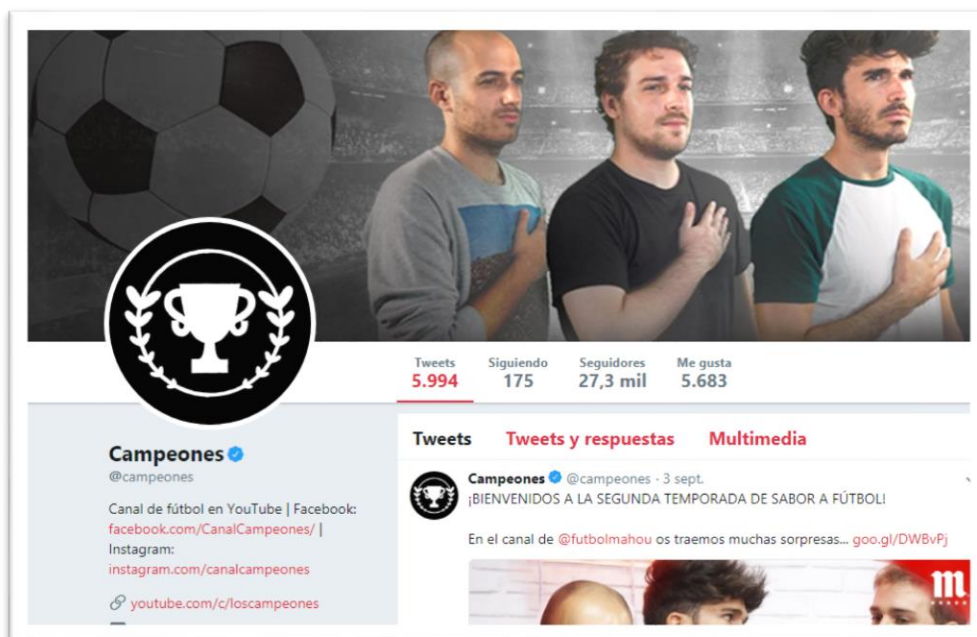 Tweets Siguiendo Seguidores Me gusta
5.994 175 27,3 mil 5.683
Campeones
@campeones
Canal de fútbol en YouTube | Facebook:
facebook.com/CanalCampeones/ |
Instagram:
instagram.com/canalcampeones
youtube.com/c/loscampeones
Tweets Tweets y respuestas Multimedia
Campeones @campeones · 3 sept.
¡BIENVENIDOS A LA SEGUNDA TEMPORADA DE SABOR A FÚTBOL!
En el canal de @futbolmahou os traemos muchas sorpresas... goo.gl/DWBvPj
m